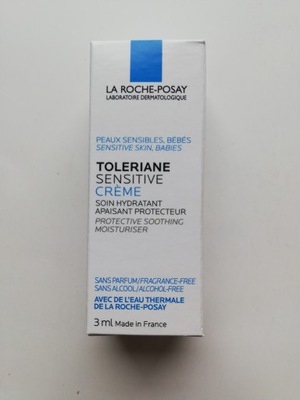 LA ROCHE-POSAY
LABORATOIRE DERMATOLOGIQUE
PEAUX SENSIBLES, BÉBÉS
SENSITIVE SKIN, BABIES
TOLERIANE
SENSITIVE
CRÈME
SOIN HYDRATANT
APAISANT PROTECTEUR
PROTECTIVE SOOTHING
MOISTURISER
SANS PARFUM/FRAGRANCE-FREE
SANS ALCOOL/ALCOHOL-FREE
AVEC DE L'EAU THERMALE
DE LA ROCHE-POSAY
3 ml Made in France